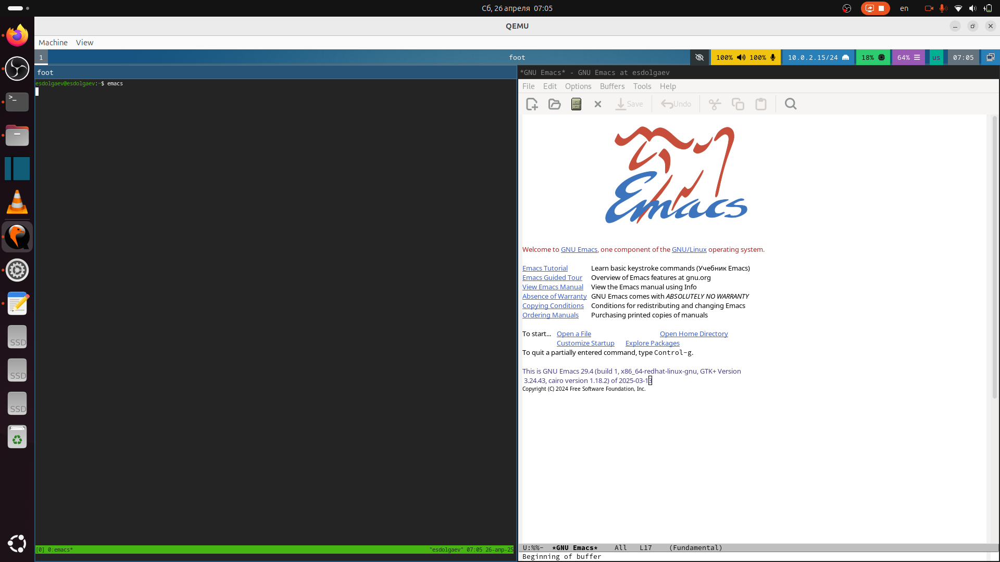 Сб, 26 апреля 07:05
en
QEMU
Machine View
1
foot
100% 100%
10.0.2.15/24
18%
64%
us
07:05
foot
esdolgaev@esdolgaev:~$ emacs
[0] 0:emacs*
"esdolgaev" 07:05 26-апр-25
*GNU Emacs* - GNU Emacs at esdolgaev
File Edit Options Buffers Tools Help
Save
Undo
Emacs
Welcome to GNU Emacs, one component of the GNU/Linux operating system.
Emacs Tutorial Learn basic keystroke commands (Учебник Emacs)
Emacs Guided Tour Overview of Emacs features at gnu.org
View Emacs Manual View the Emacs manual using Info
Absence of Warranty GNU Emacs comes with ABSOLUTELY NO WARRANTY
Copying Conditions Conditions for redistributing and changing Emacs
Ordering Manuals Purchasing printed copies of manuals
To start... Open a File Open Home Directory
Customize Startup Explore Packages
To quit a partially entered command, type Control-g.
This is GNU Emacs 29.4 (build 1, x86_64-redhat-linux-gnu, GTK+ Version
3.24.43, cairo version 1.18.2) of 2025-03-13
Copyright (C) 2024 Free Software Foundation, Inc.
U:%%- *GNU Emacs* All L17 (Fundamental)
Beginning of buffer
>_
SSD
SSD
SSD